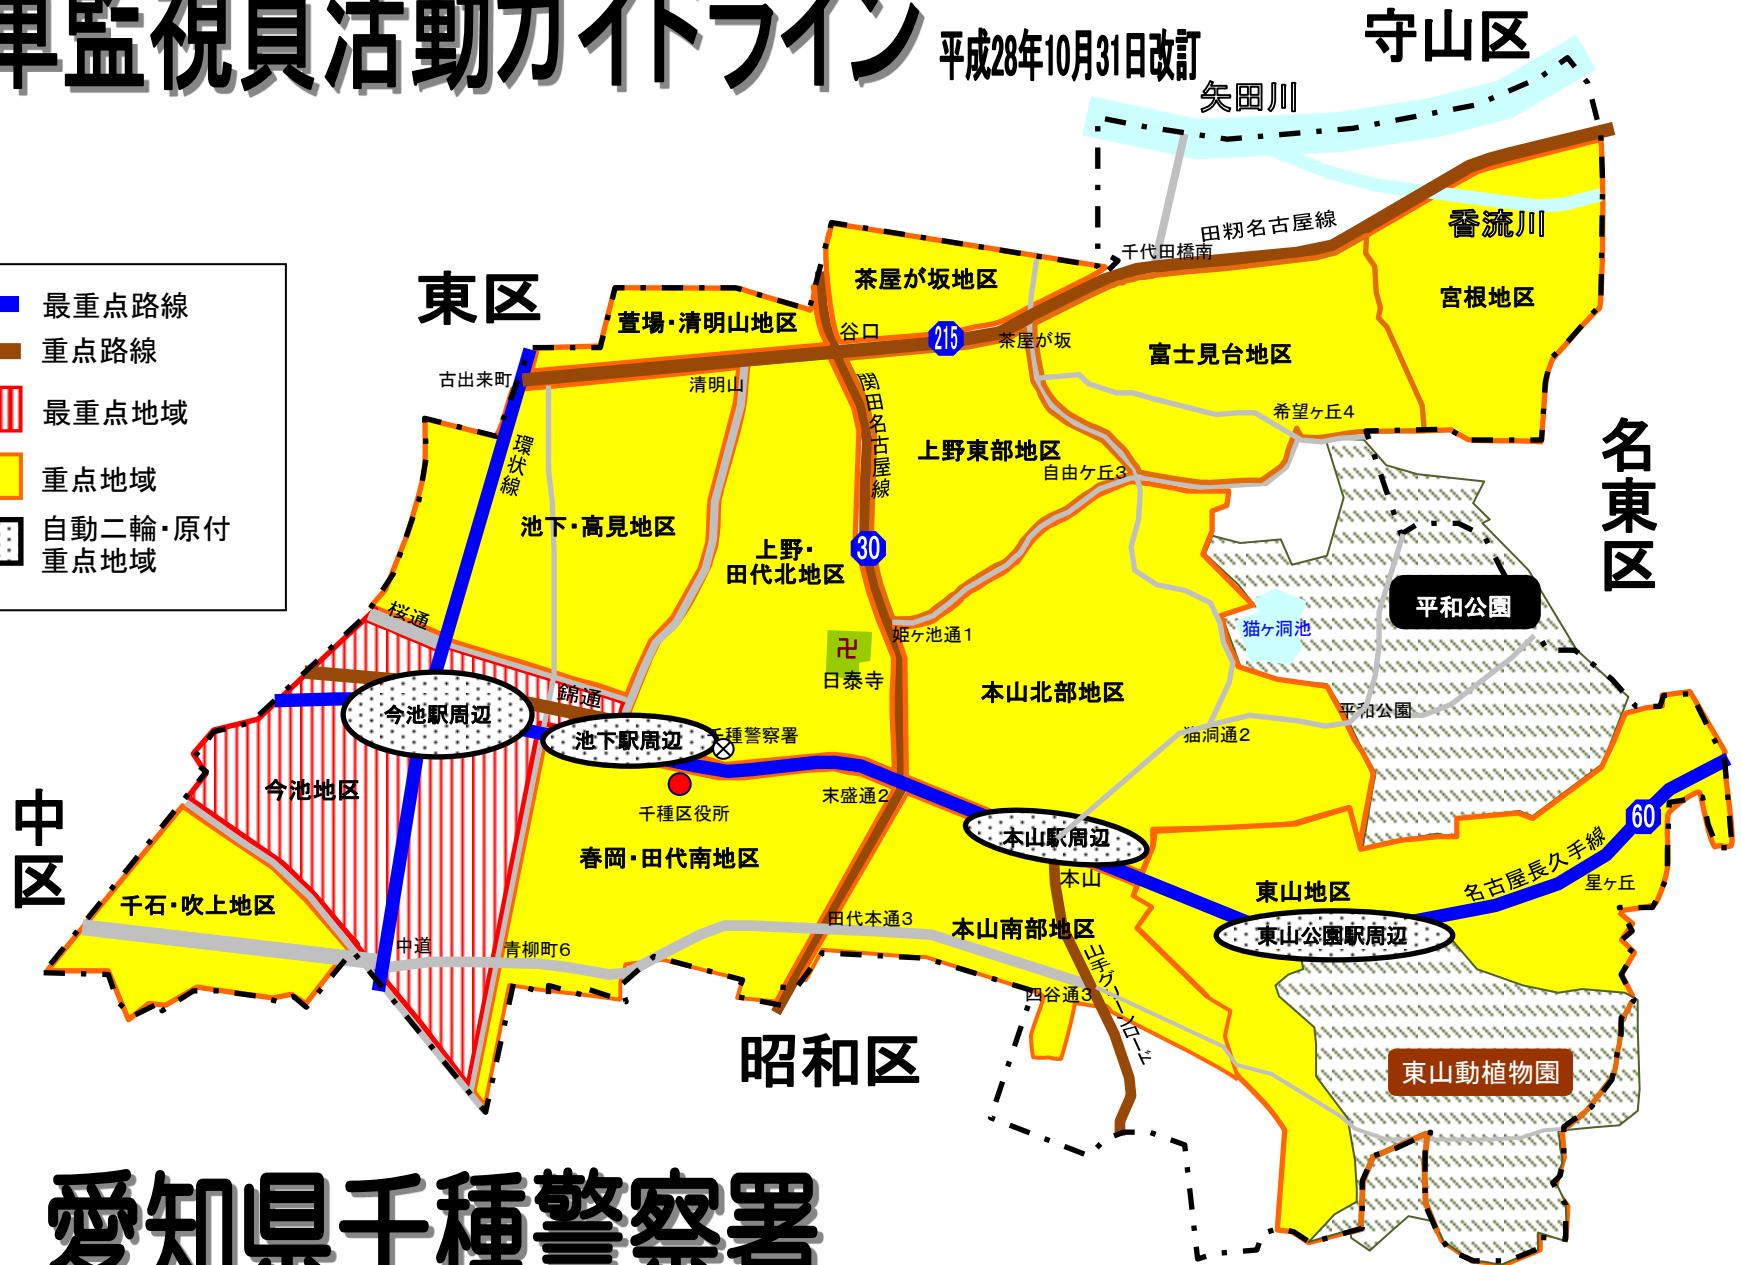 車監視員活動ガイドライン
平成28年10月31日改訂
守山区
矢田川
田籾名古屋線
香流川
千代田橋南
東区
茶屋が坂地区
宮根地区
最重点路線
萱場・清明山地区
谷口
215
茶屋が坂
重点路線
富士見台地区
古出来町
清明山
関田名古屋線
最重点地域
希望ヶ丘4
環状線
上野東部地区
自由ケ丘3
名東区
重点地域
池下・高見地区
自動二輪・原付
重点地域
上野・
田代北地区
30
平和公園
桜通
姫ヶ池通1
猫ヶ洞池
日泰寺
本山北部地区
錦通
今池駅周辺
平和公園
池下駅周辺
千種警察署
猫洞通2
今池地区
末盛通2
千種区役所
60
中区
本山駅周辺
春岡・田代南地区
名古屋長久手線
本山
東山地区
星ヶ丘
千石・吹上地区
田代本通3
本山南部地区
東山公園駅周辺
中道
青柳町6
山手グリーンロード
四谷通3
昭和区
東山動植物園
愛知県千種警察署